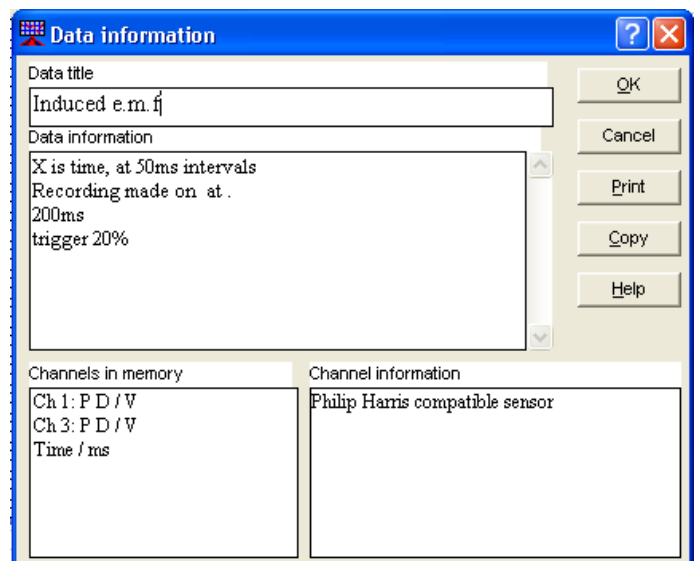 Data information
Data title
Induced e.m.f
Data information
X is time, at 50ms intervals
Recording made on at .
200ms
trigger 20%
OK
Cancel
Print
Copy
Help
Channels in memory
Ch 1: P D / V
Ch 3: P D / V
Time / ms
Channel information
Philip Harris compatible sensor